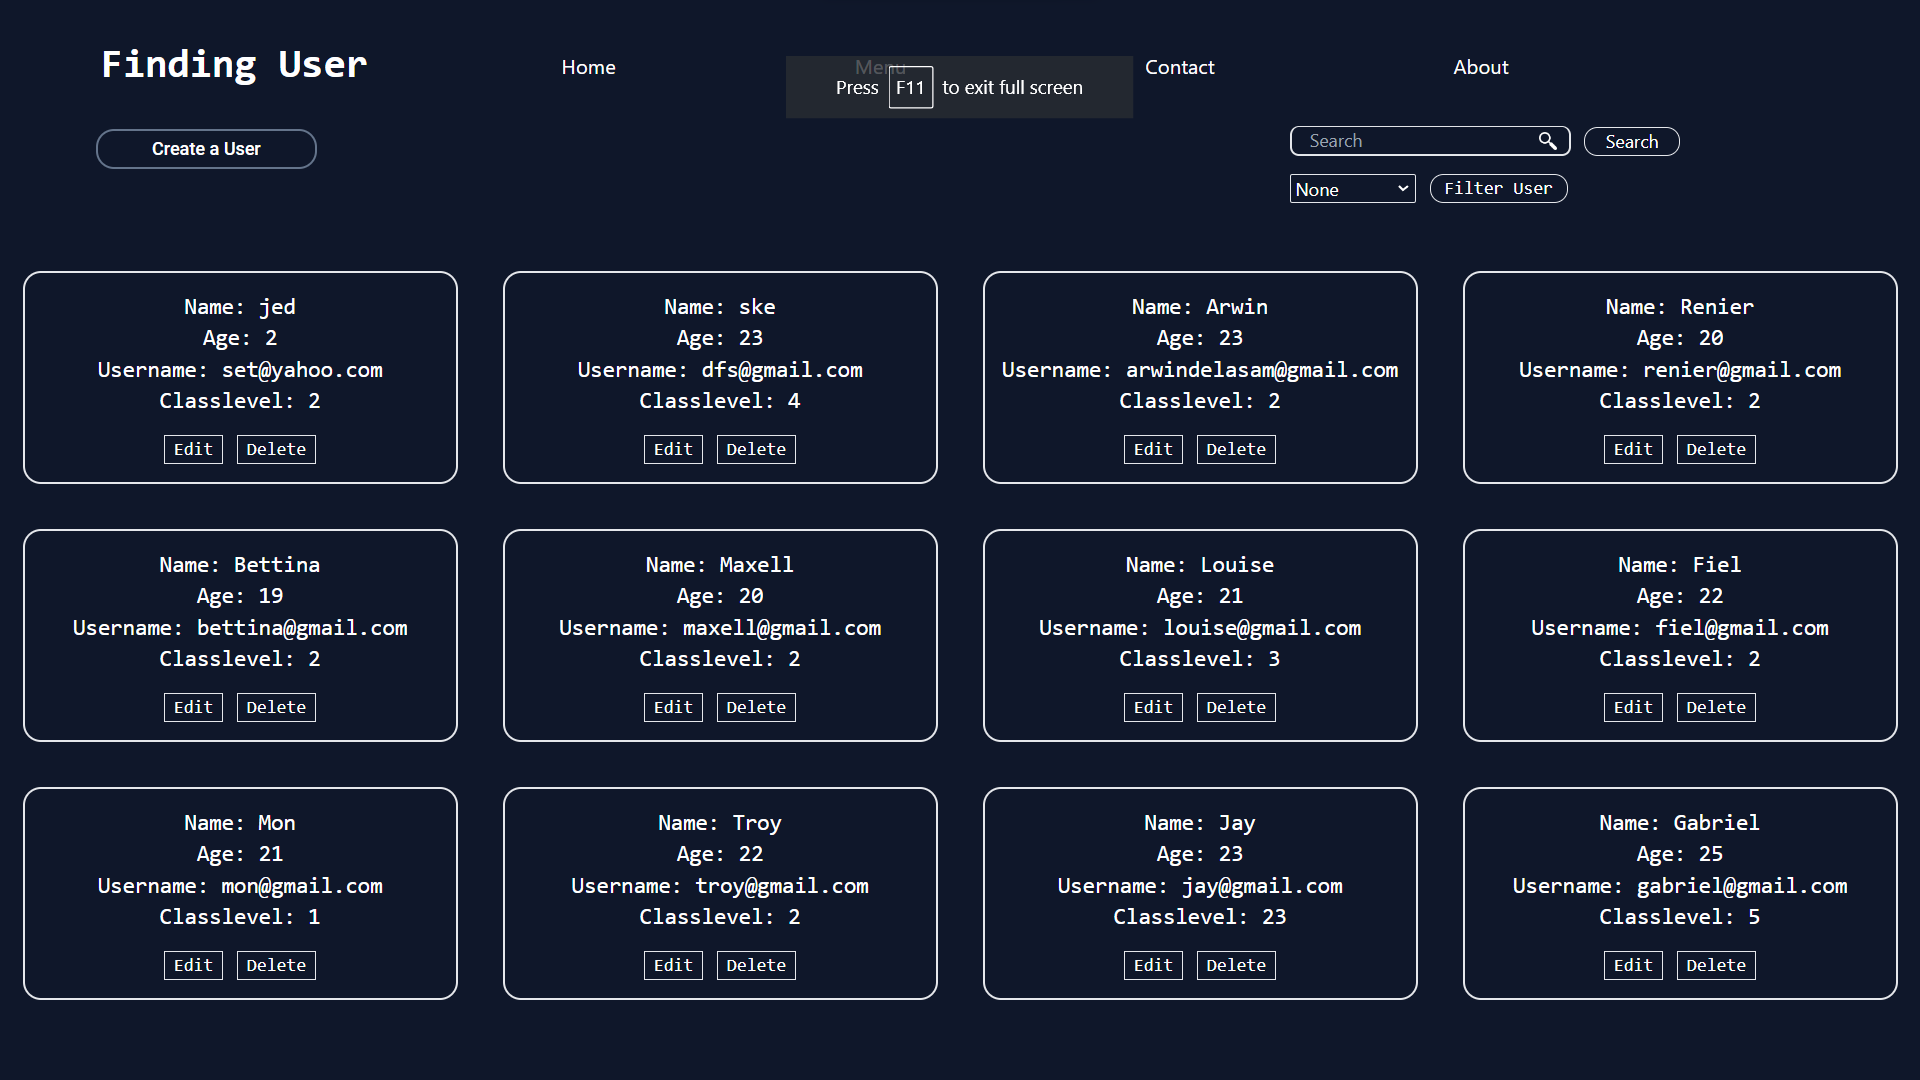 Finding User
Home
Menu
Contact
About
Press F11 to exit full screen
Create a User
Search
Search
None
Filter User
Name: jed
Age: 2
Username: set@yahoo.com
Classlevel: 2
Edit Delete
Name: ske
Age: 23
Username: dfs@gmail.com
Classlevel: 4
Edit Delete
Name: Arwin
Age: 23
Username: arwindelasam@gmail.com
Classlevel: 2
Edit Delete
Name: Renier
Age: 20
Username: renier@gmail.com
Classlevel: 2
Edit Delete
Name: Bettina
Age: 19
Username: bettina@gmail.com
Classlevel: 2
Edit Delete
Name: Maxell
Age: 20
Username: maxell@gmail.com
Classlevel: 2
Edit Delete
Name: Louise
Age: 21
Username: louise@gmail.com
Classlevel: 3
Edit Delete
Name: Fiel
Age: 22
Username: fiel@gmail.com
Classlevel: 2
Edit Delete
Name: Mon
Age: 21
Username: mon@gmail.com
Classlevel: 1
Edit Delete
Name: Troy
Age: 22
Username: troy@gmail.com
Classlevel: 2
Edit Delete
Name: Jay
Age: 23
Username: jay@gmail.com
Classlevel: 23
Edit Delete
Name: Gabriel
Age: 25
Username: gabriel@gmail.com
Classlevel: 5
Edit Delete